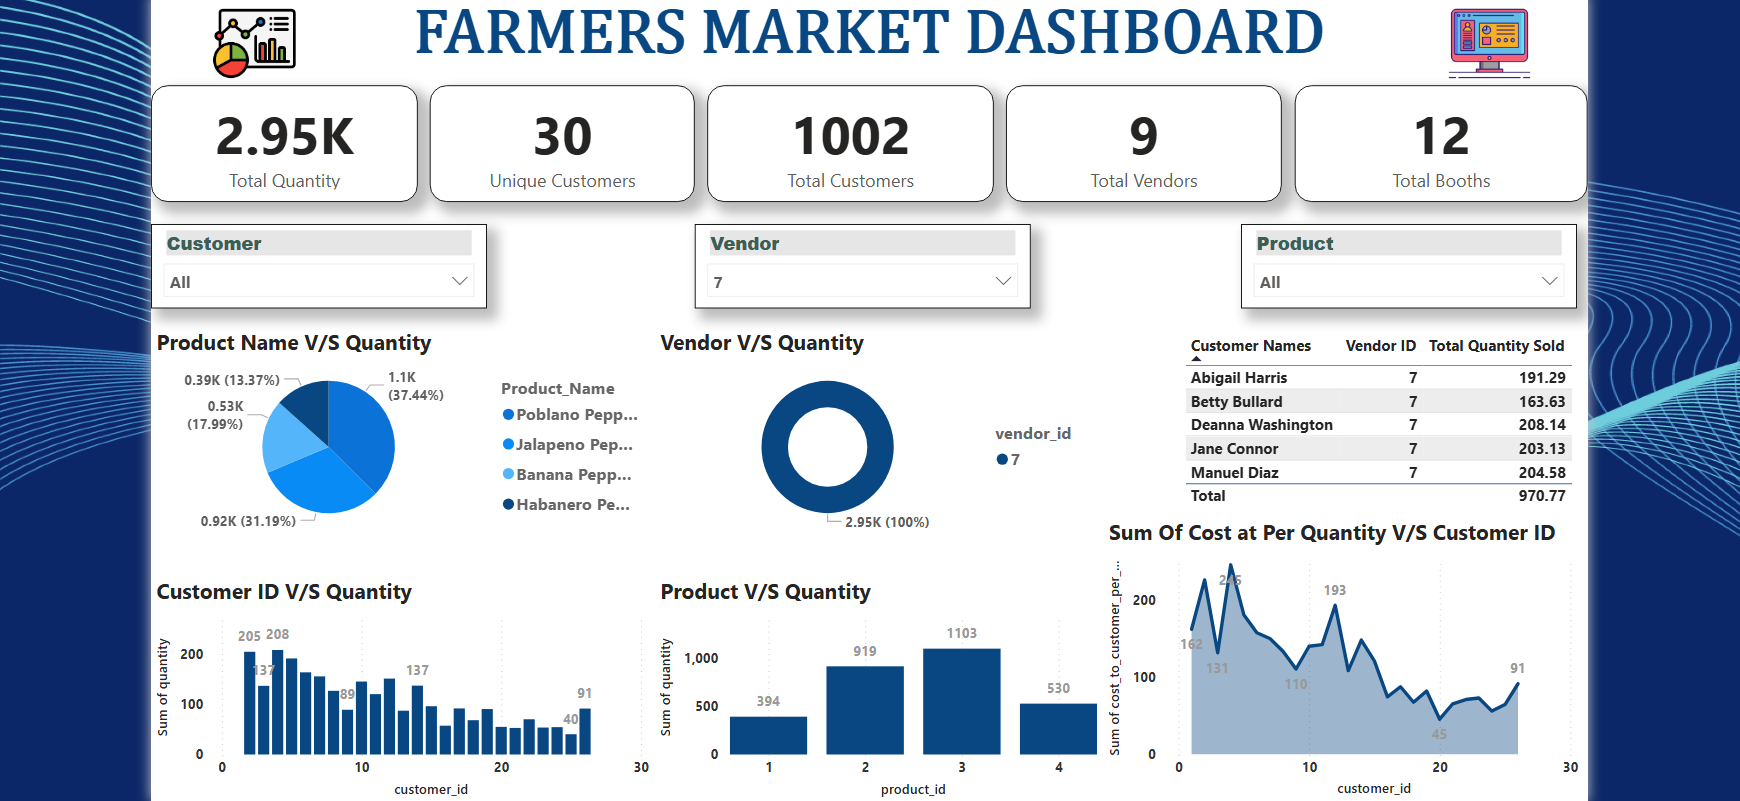 FARMERS MARKET DASHBOARD
2.95K
Total Quantity
30
Unique Customers
1002
Total Customers
9
Total Vendors
12
Total Booths
Customer
All
Vendor
7
Product
All
Product Name V/S Quantity
0.39K (13.37%)
1.1K
(37.44%)
0.53K
(17.99%)
0.92K (31.19%)
Product_Name
Poblano Pepp...
Jalapeno Pep...
Banana Pepp...
Habanero Pe...
Vendor V/S Quantity
2.95K (100%)
vendor_id
7
Customer Names Vendor ID Total Quantity Sold
Abigail Harris 7 191.29
Betty Bullard 7 163.63
Deanna Washington 7 208.14
Jane Connor 7 203.13
Manuel Diaz 7 204.58
Total 970.77
Customer ID V/S Quantity
Sum of quantity
200
100
0
205 208
137
89
137
40
91
0 10 20 30
customer_id
Product V/S Quantity
Sum of quantity
1,000
500
0
394
919
1103
530
1 2 3 4
product_id
Sum Of Cost at Per Quantity V/S Customer ID
Sum of cost_to_customer_per_...
200
100
0
162
131
245
110
193
45
91
0 10 20 30
customer_id